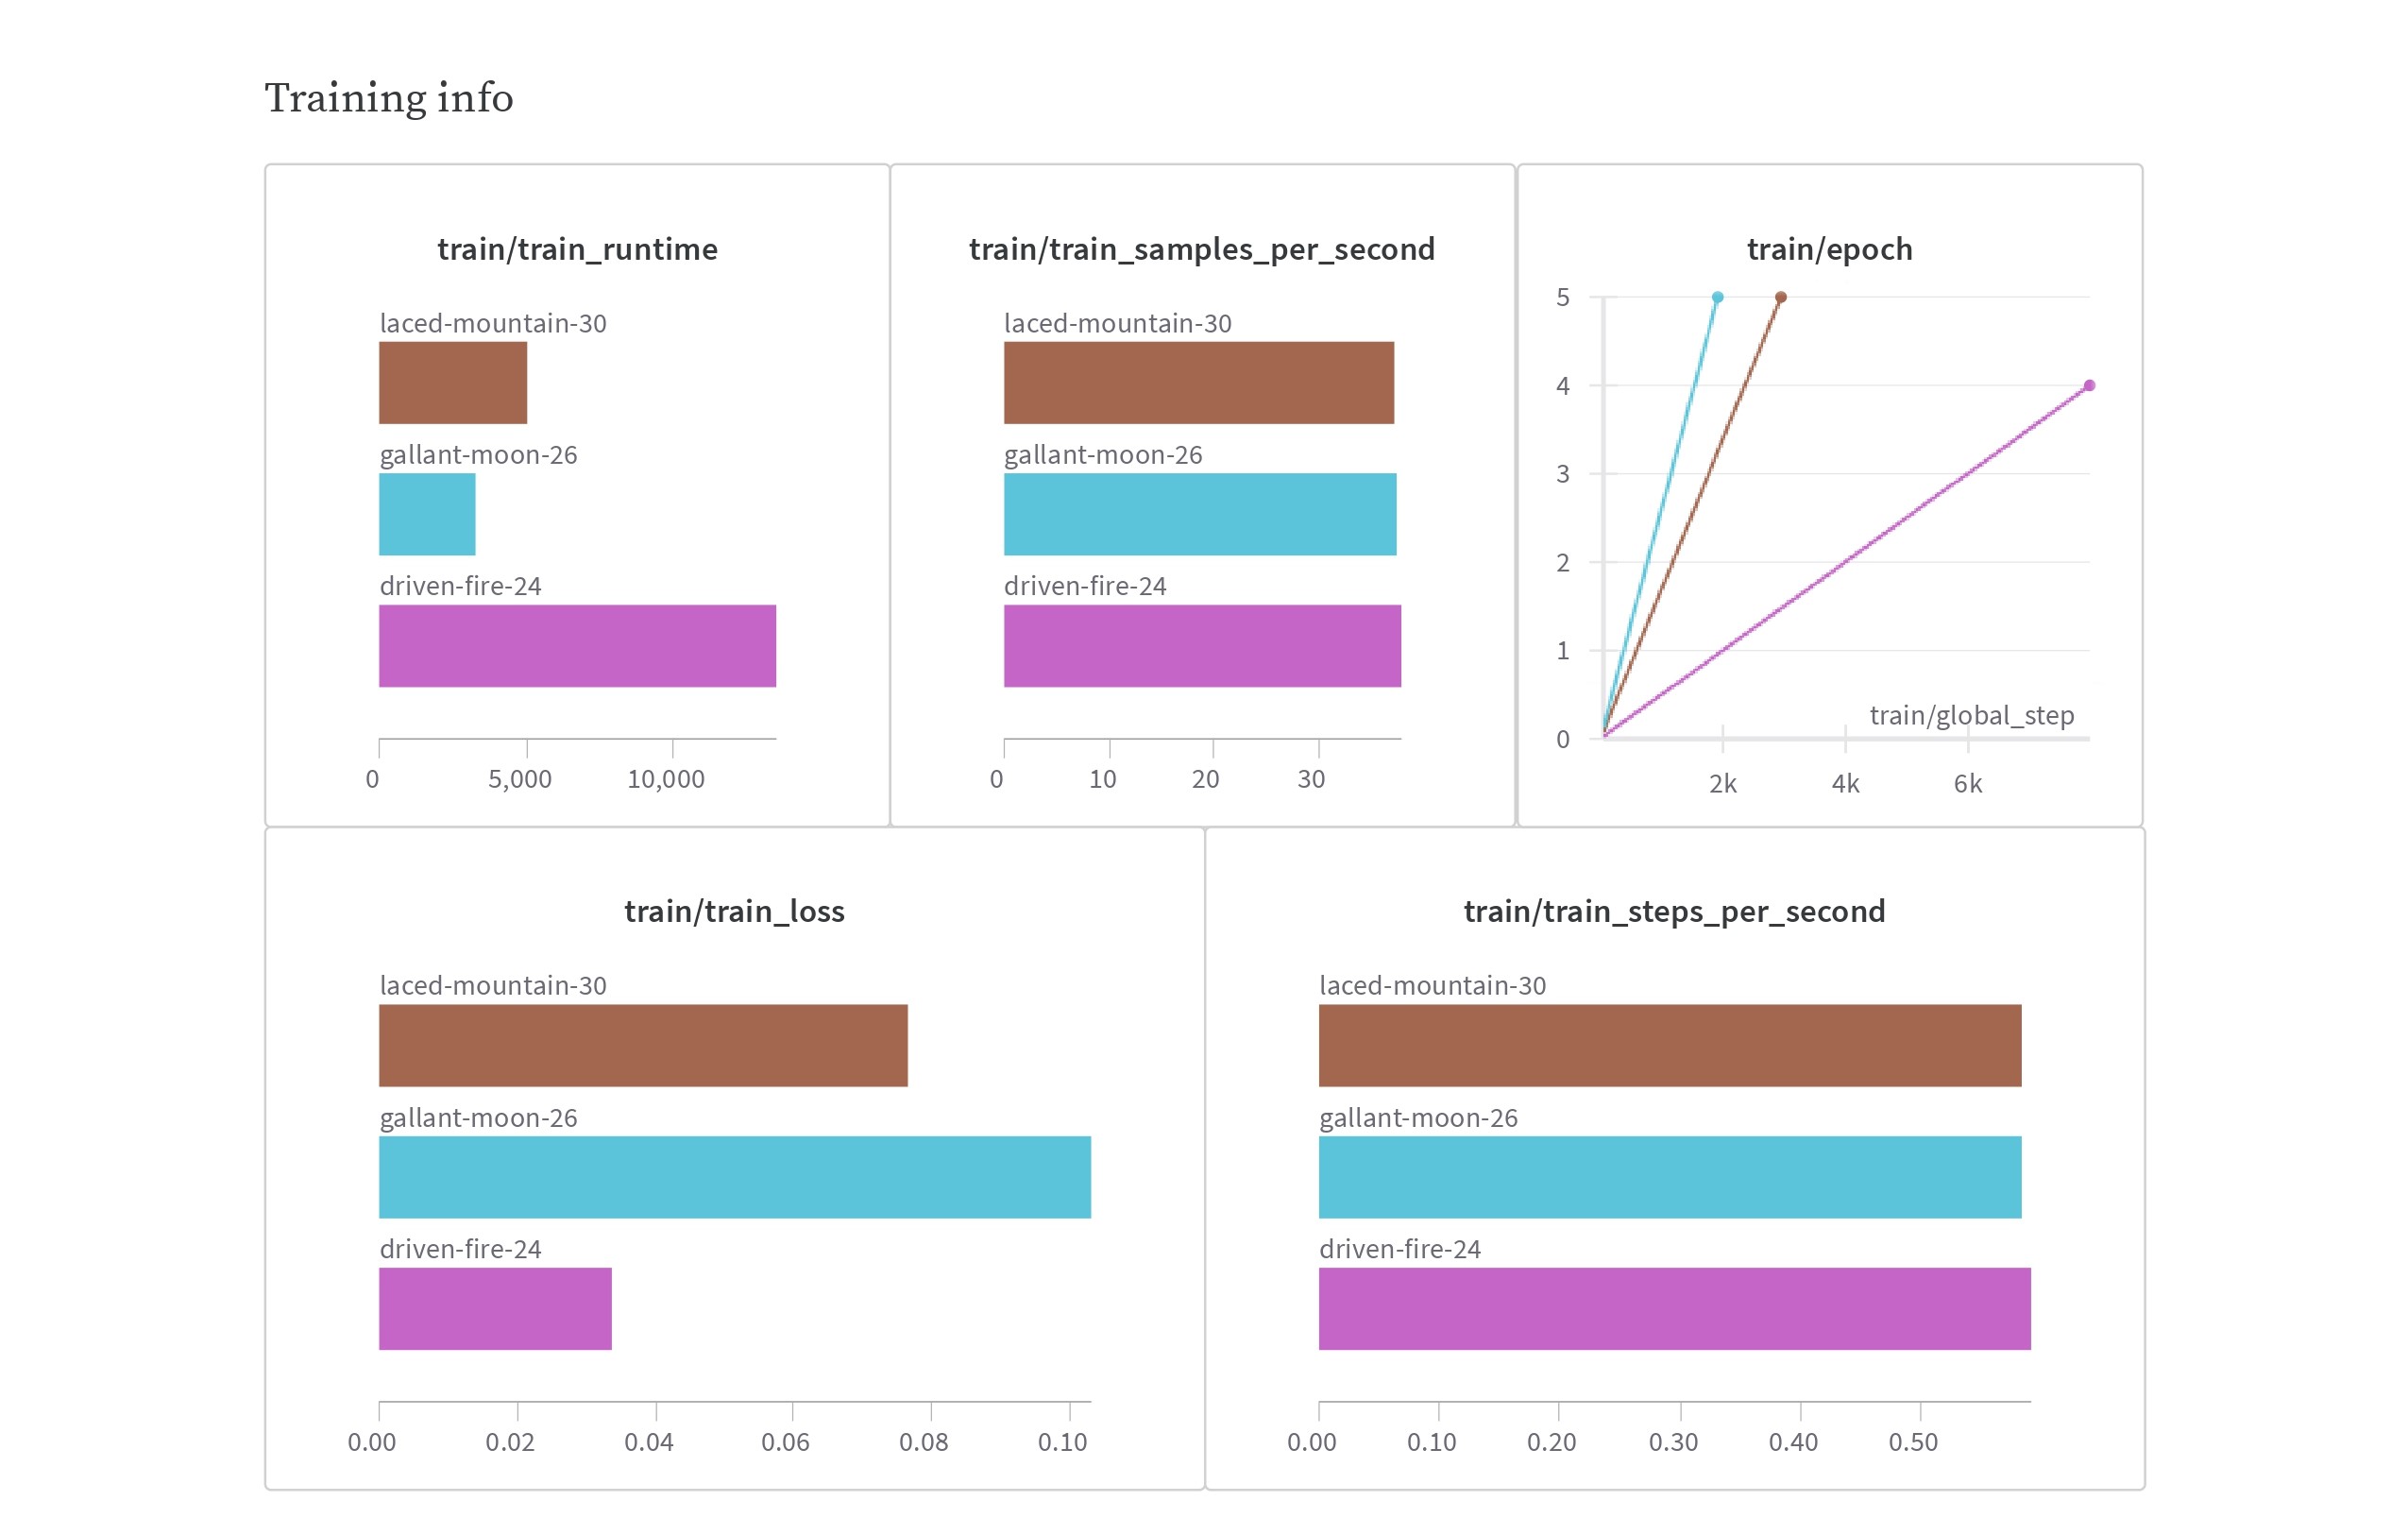 Training info
train/train_runtime
laced-mountain-30
gallant-moon-26
driven-fire-24
0 5,000 10,000
train/train_samples_per_second
laced-mountain-30
gallant-moon-26
driven-fire-24
0 10 20 30
train/epoch
5
4
3
2
1
0
train/global_step
2k 4k 6k
train/train_loss
laced-mountain-30
gallant-moon-26
driven-fire-24
0.00 0.02 0.04 0.06 0.08 0.10
train/train_steps_per_second
laced-mountain-30
gallant-moon-26
driven-fire-24
0.00 0.10 0.20 0.30 0.40 0.50